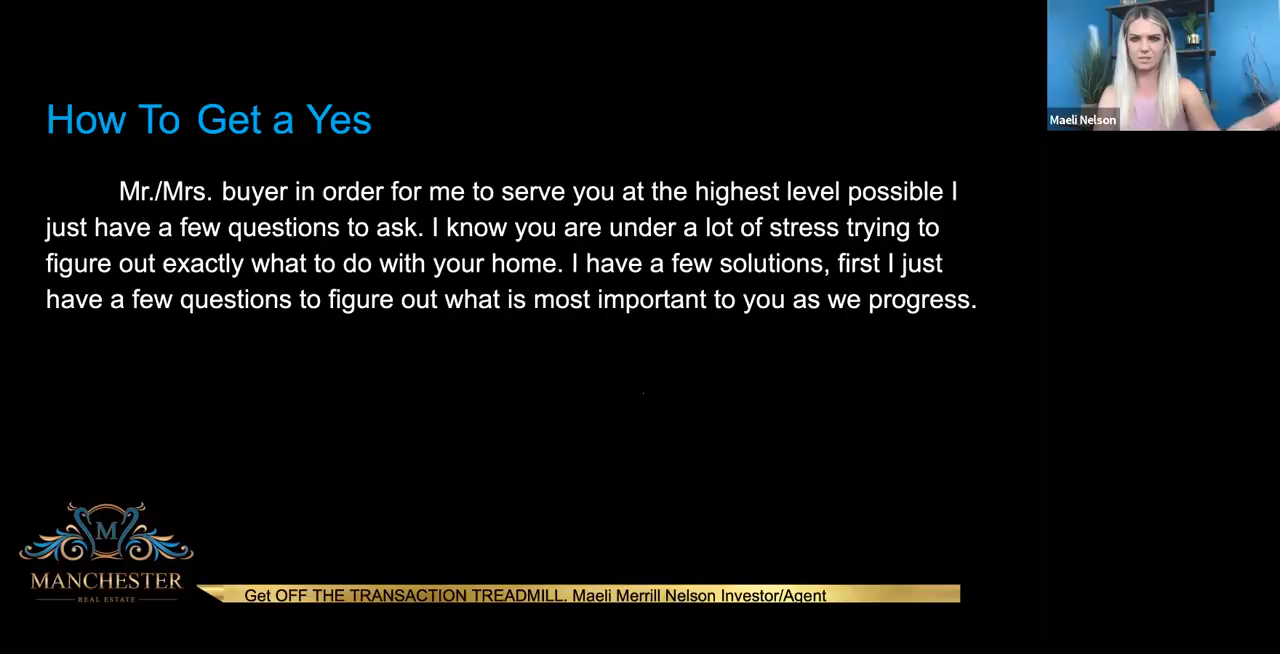 How To Get a Yes
Mr./Mrs. buyer in order for me to serve you at the highest level possible I
just have a few questions to ask. I know you are under a lot of stress trying to
figure out exactly what to do with your home. I have a few solutions, first I just
have a few questions to figure out what is most important to you as we progress.
Maeli Nelson
M
MANCHESTER
REAL ESTATE
Get OFF THE TRANSACTION TREADMILL. Maeli Merrill Nelson Investor/Agent